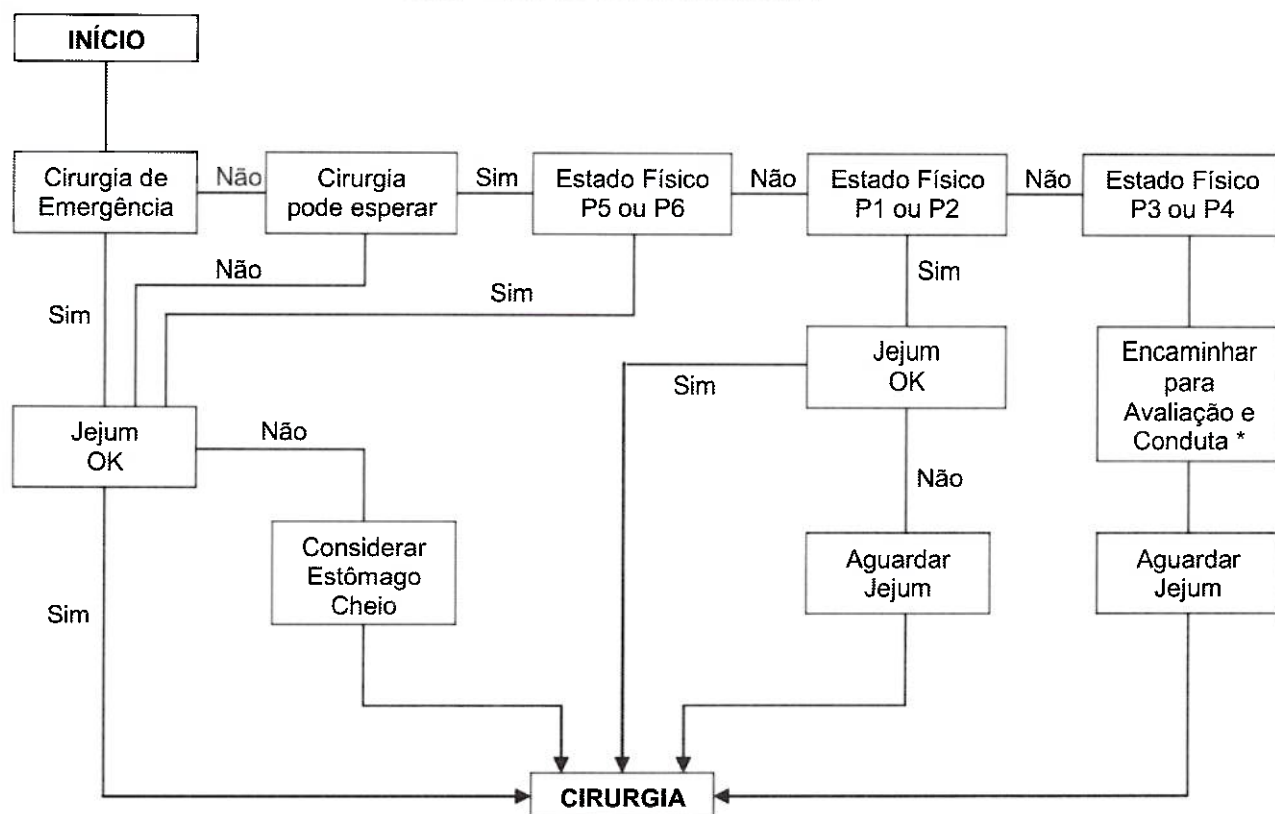 INÍCIO
Cirurgia de
Emergência
Não
Cirurgia
pode esperar
Sim
Estado Físico
P5 ou P6
Não
Estado Físico
P1 ou P2
Não
Estado Físico
P3 ou P4
Sim
Não
Sim
Sim
Jejum
OK
Sim
Encaminhar
para
Avaliação e
Conduta *
Jejum
OK
Não
Não
Considerar
Estômago
Cheio
Aguardar
Jejum
Aguardar
Jejum
Sim
CIRURGIA